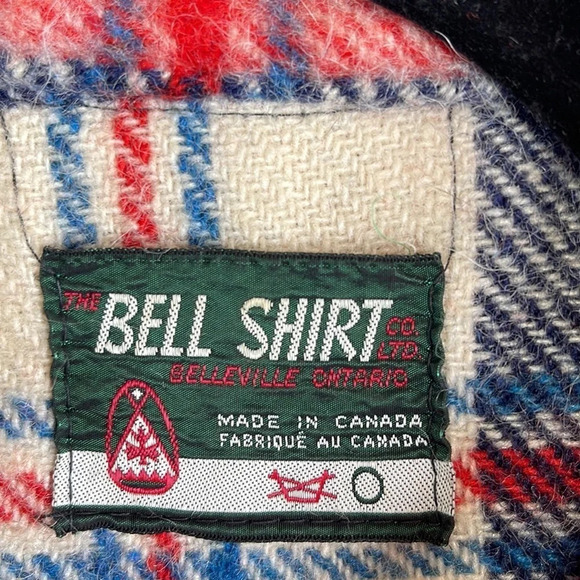 THE BELL SHIRT CO. LTD.
BELLEVILLE ONTARIO
MADE IN CANADA
FABRIQUÉ AU CANADA